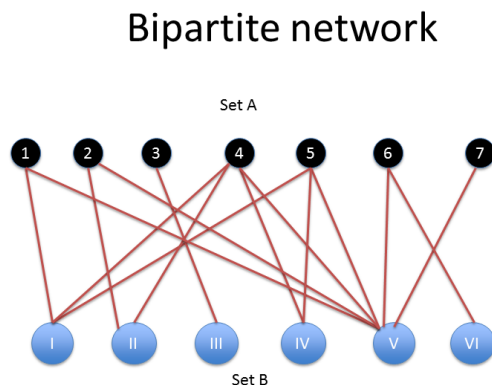 Bipartite network
Set A
1 2 3 4 5 6 7
I II III IV V VI
Set B